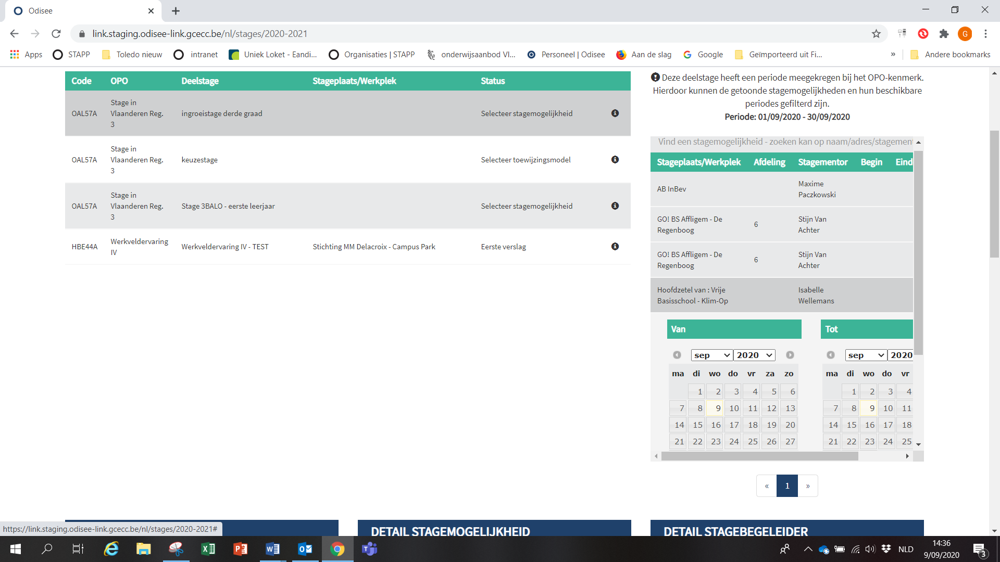 Odisee
link.staging.odisee-link.gcecc.be/nl/stages/2020-2021
G
Apps
STAPP
Toledo nieuw
intranet
Uniek Loket - Eandi...
Organisaties | STAPP
onderwijsaanbod Vl...
Personeel | Odisee
Aan de slag
Google
Geïmporteerd uit Fi...
»
Andere bookmarks
Code OPO Deelstage Stageplaats/Werkplek Status
OAL57A Stage in Vlaanderen Reg. 3 ingroeistage derde graad Selecteer stagemogelijkheid
OAL57A Stage in Vlaanderen Reg. 3 keuzestage Selecteer toewijzingsmodel
OAL57A Stage in Vlaanderen Reg. 3 Stage 3BALO - eerste leerjaar Selecteer stagemogelijkheid
HBE44A Werkveldervaring IV Werkveldervaring IV - TEST Stichting MM Delacroix - Campus Park Eerste verslag
Deze deelstage heeft een periode meegekregen bij het OPO-kenmerk.
Hierdoor kunnen de getoonde stagemogelijkheden en hun beschikbare
periodes gefilterd zijn.
Periode: 01/09/2020 - 30/09/2020
Vind een stagemogelijkheid - zoeken kan op naam/adres/stagement
Stageplaats/Werkplek Afdeling Stagementor Begin Eind
AB InBev Maxime Paczkowski
GO! BS Affligem - De Regenboog 6 Stijn Van Achter
GO! BS Affligem - De Regenboog 6 Stijn Van Achter
Hoofdzetel van : Vrije Basisschool - Klim-Op Isabelle Wellemans
Van
sep 2020
ma di wo do vr za zo
1 2 3 4 5 6
7 8 9 10 11 12 13
14 15 16 17 18 19 20
21 22 23 24 25 26 27
Tot
sep 2020
ma di wo do vr
1 2 3 4
7 8 9 10 11
14 15 16 17 18
21 22 23 24 25
« 1 »
DETAIL STAGEMOGELIJKHEID
DETAIL STAGEBEGELEIDER
https://link.staging.odisee-link.gcecc.be/nl/stages/2020-2021#
NLD
14:36
9/09/2020
3